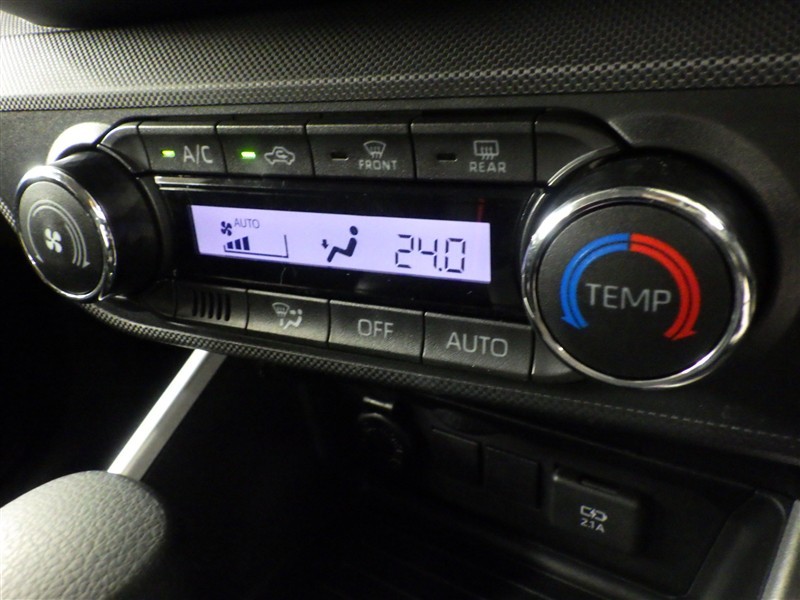 A/C
FRONT
REAR
AUTO
24.0
TEMP
OFF
AUTO
2.1A